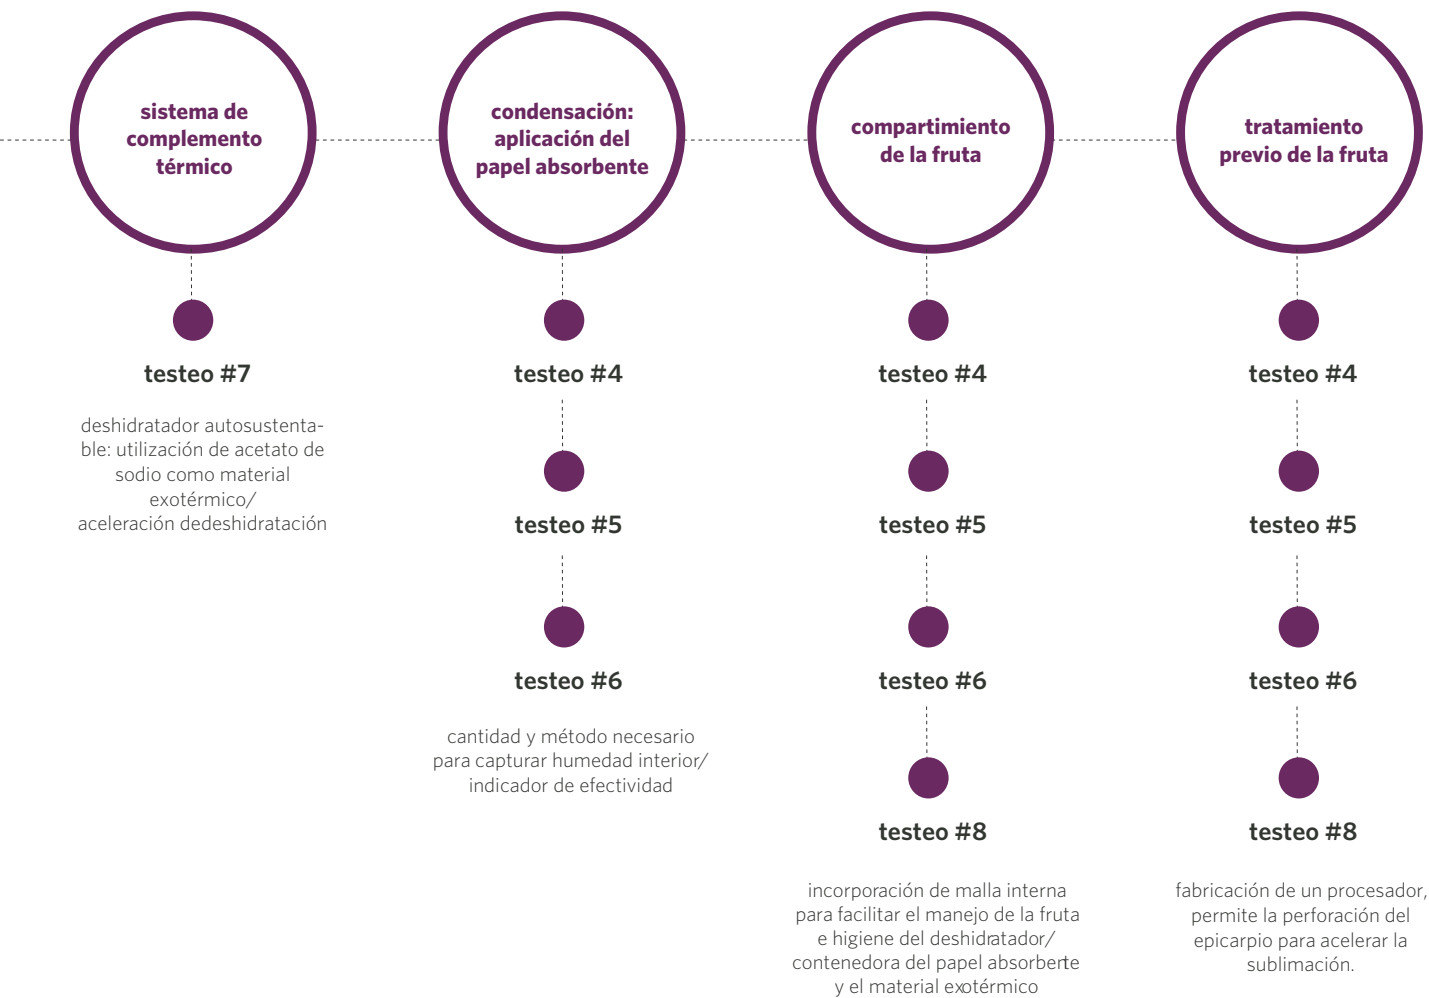 sistema de
complemento
térmico
testeo #7
deshidratador autosustenta-
ble: utilización de acetato de
sodio como material
exotérmico/
aceleración dedeshidratación
condensación:
aplicación del
papel absorbente
testeo #4
testeo #5
testeo #6
cantidad y método necesario
para capturar humedad interior/
indicador de efectividad
compartimiento
de la fruta
testeo #4
testeo #5
testeo #6
testeo #8
incorporación de malla interna
para facilitar el manejo de la fruta
e higiene del deshidratador/
contenedora del papel absorbente
y el material exotérmico
tratamiento
previo de la fruta
testeo #4
testeo #5
testeo #6
testeo #8
fabricación de un procesador,
permite la perforación del
epicarpio para acelerar la
sublimación.